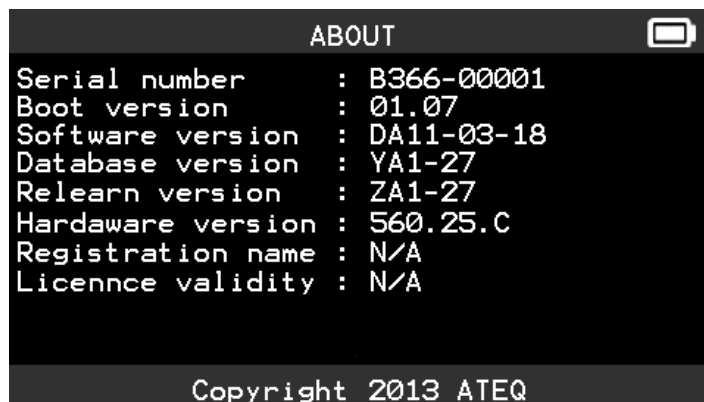 ABOUT
Serial number : B366-00001
Boot version : 01.07
Software version : DA11-03-18
Database version : YA1-27
Relearn version : ZA1-27
Hardaware version : 560.25.C
Registration name : N/A
Licennce validity : N/A
Copyright 2013 ATEQ